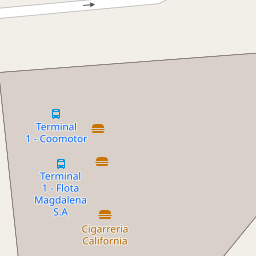 Terminal
1 - Coomotor
Terminal
1 - Flota
Magdalena
S.A
Cigarreria
California